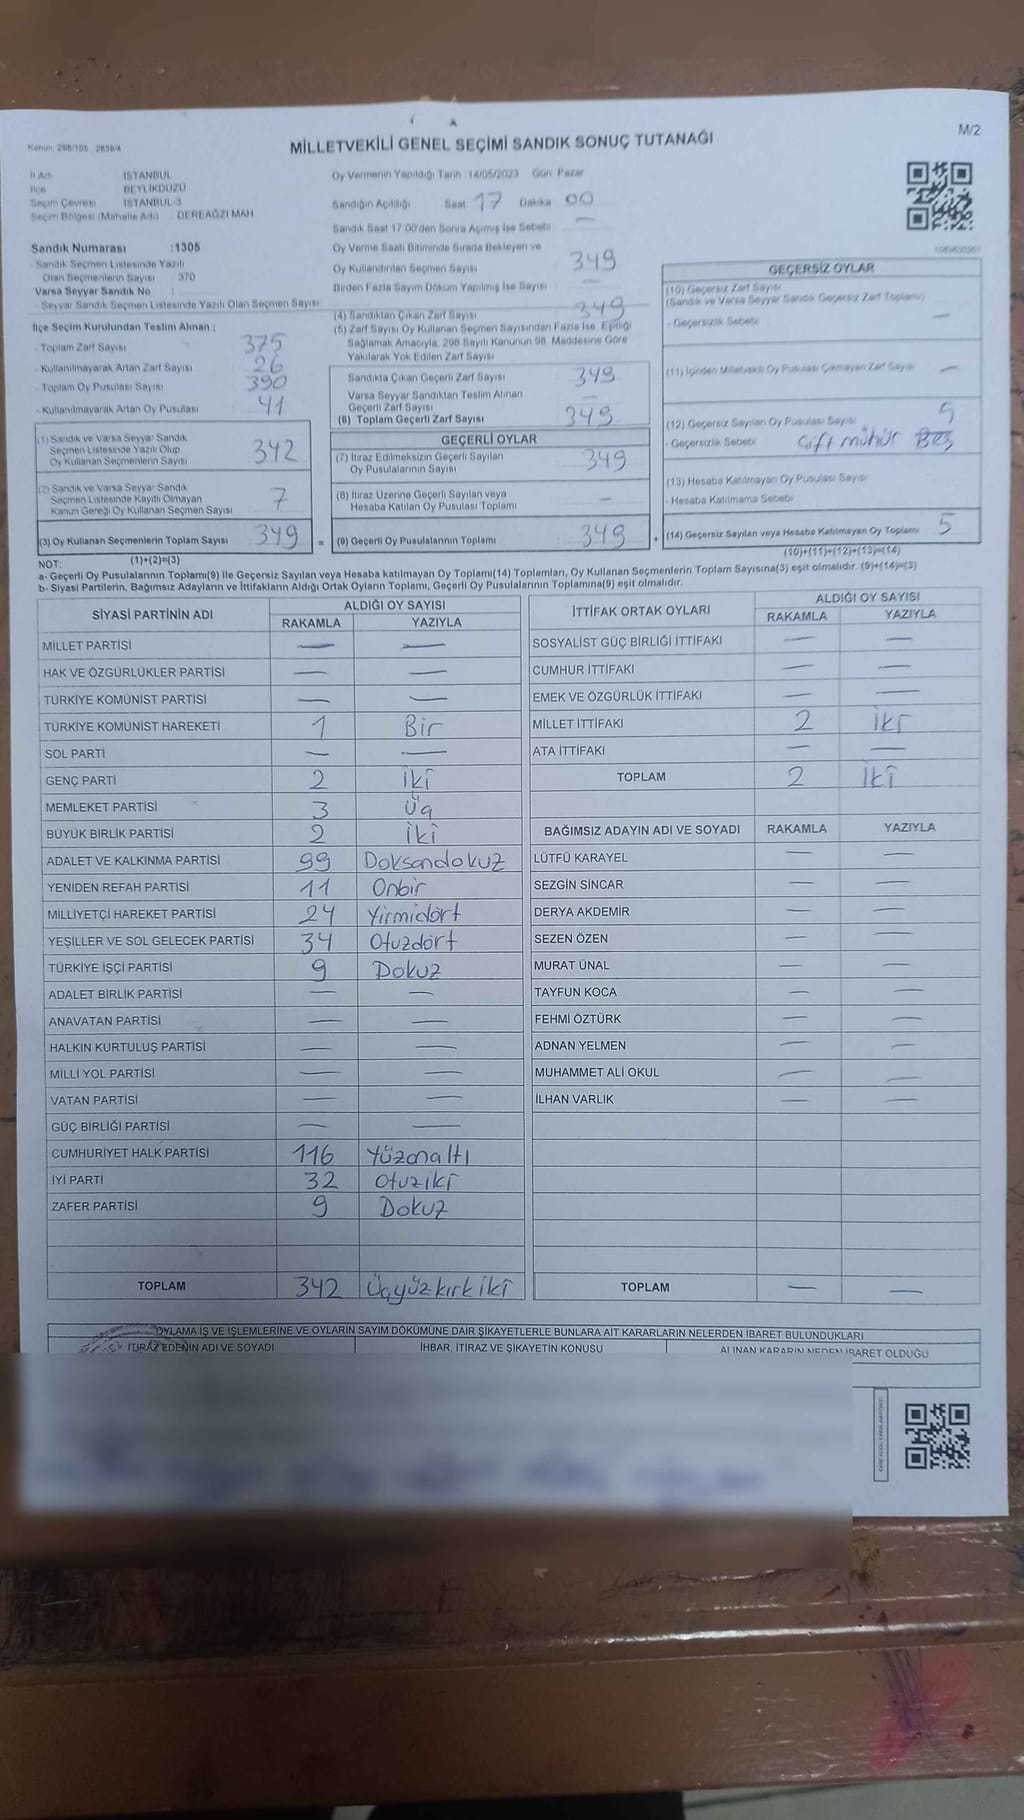 M/2
MİLLETVEKİLİ GENEL SEÇİMİ SANDIK SONUÇ TUTANAĞI
İl Adı : İSTANBUL
İlçe : BEYLİKDÜZÜ
Seçim Çevresi : İSTANBUL-3
Seçim Bölgesi (Mahalle Adı) : DEREAĞZI MAH
Sandık Numarası :1305
- Sandık Seçmen Listesinde Yazılı
Olan Seçmenlerin Sayısı : 370
Varsa Seyyar Sandık No :
- Seyyar Sandık Seçmen Listesinde Yazılı Olan Seçmen Sayısı :
İlçe Seçim Kurulundan Teslim Alınan ;
- Toplam Zarf Sayısı 375
- Kullanılmayarak Artan Zarf Sayısı 26
- Toplam Oy Pusulası Sayısı 390
- Kullanılmayarak Artan Oy Pusulası 41
(1) Sandık ve Varsa Seyyar Sandık
Seçmen Listesinde Yazılı Olup
Oy Kullanan Seçmenlerin Sayısı 342
(2) Sandık ve Varsa Seyyar Sandık
Seçmen Listesinde Kayıtlı Olmayan
Kanun Gereği Oy Kullanan Seçmen Sayısı 7
(3) Oy Kullanan Seçmenlerin Toplam Sayısı 349 =
(1)+(2)=(3)
Oy Vermenin Yapıldığı Tarih :14/05/2023 Gün: Pazar
Sandığın Açıldığı Saat 17 Dakika 00
Sandık Saat 17:00'den Sonra Açımış İse Sebebi : —
Oy Verme Saati Bitiminde Sırada Bekleyen ve
Oy Kullandırılan Seçmen Sayısı 349
Birden Fazla Sayım Döküm Yapılmış İse Sayısı : —
(4) Sandıktan Çıkan Zarf Sayısı 349
(5) Zarf Sayısı Oy Kullanan Seçmen Sayısından Fazla İse, Eşitliği
Sağlamak Amacıyla, 298 Sayılı Kanunun 98. Maddesine Göre
Yakılarak Yok Edilen Zarf Sayısı —
Sandıkta Çıkan Geçerli Zarf Sayısı 349
Varsa Seyyar Sandıktan Teslim Alınan
Geçerli Zarf Sayısı —
(6) Toplam Geçerli Zarf Sayısı 349
GEÇERLİ OYLAR
(7) İtiraz Edilmeksizin Geçerli Sayılan
Oy Pusulalarının Sayısı 349
(8) İtiraz Üzerine Geçerli Sayılan veya
Hesaba Katılan Oy Pusulası Toplamı —
(9) Geçerli Oy Pusulalarının Toplamı 349 +
GEÇERSİZ OYLAR
(10) Geçersiz Zarf Sayısı
(Sandık ve Varsa Seyyar Sandık Geçersiz Zarf Toplamı)
- Geçersizlik Sebebi : —
(11) İçinden Milletvekili Oy Pusulası Çıkmayan Zarf Sayısı —
(12) Geçersiz Sayılan Oy Pusulası Sayısı
- Geçersizlik Sebebi : Çift mühür Beş
(13) Hesaba Katılmayan Oy Pusulası Sayısı
- Hesaba Katılmama Sebebi :
(14) Geçersiz Sayılan veya Hesaba Katılmayan Oy Toplamı 5
(10)+(11)+(12)+(13)=(14)
NOT:
a- Geçerli Oy Pusulalarının Toplamı(9) ile Geçersiz Sayılan veya Hesaba katılmayan Oy Toplamı(14) Toplamları, Oy Kullanan Seçmenlerin Toplam Sayısına(3) eşit olmalıdır. (9)+(14)=(3)
b- Siyasi Partilerin, Bağımsız Adayların ve İttifakların Aldığı Ortak Oyların Toplamı, Geçerli Oy Pusulalarının Toplamına(9) eşit olmalıdır.
SİYASİ PARTİNİN ADI ALDIĞI OY SAYISI
RAKAMLA YAZIYLA
MİLLET PARTİSİ — —
HAK VE ÖZGÜRLÜKLER PARTİSİ — —
TÜRKİYE KOMÜNİST PARTİSİ — —
TÜRKİYE KOMÜNİST HAREKETİ 1 Bir
SOL PARTİ — —
GENÇ PARTİ 2 İki
MEMLEKET PARTİSİ 3 Üç
BÜYÜK BİRLİK PARTİSİ 2 İki
ADALET VE KALKINMA PARTİSİ 99 Doksandokuz
YENİDEN REFAH PARTİSİ 11 Onbir
MİLLİYETÇİ HAREKET PARTİSİ 24 Yirmidört
YEŞİLLER VE SOL GELECEK PARTİSİ 34 Otuzdört
TÜRKİYE İŞÇİ PARTİSİ 9 Dokuz
ADALET BİRLİK PARTİSİ — —
ANAVATAN PARTİSİ — —
HALKIN KURTULUŞ PARTİSİ — —
MİLLİ YOL PARTİSİ — —
VATAN PARTİSİ — —
GÜÇ BİRLİĞİ PARTİSİ — —
CUMHURİYET HALK PARTİSİ 116 Yüzonaltı
İYİ PARTİ 32 Otuziki
ZAFER PARTİSİ 9 Dokuz
TOPLAM 342 Üçyüzkırkiki
İTTİFAK ORTAK OYLARI ALDIĞI OY SAYISI
RAKAMLA YAZIYLA
SOSYALİST GÜÇ BİRLİĞİ İTTİFAKI — —
CUMHUR İTTİFAKI — —
EMEK VE ÖZGÜRLÜK İTTİFAKI — —
MİLLET İTTİFAKI 2 İki
ATA İTTİFAKI — —
TOPLAM 2 İki
BAĞIMSIZ ADAYIN ADI VE SOYADI RAKAMLA YAZIYLA
LÜTFÜ KARAYEL — —
SEZGİN SİNCAR — —
DERYA AKDEMİR — —
SEZEN ÖZEN — —
MURAT ÜNAL — —
TAYFUN KOCA — —
FEHMİ ÖZTÜRK — —
ADNAN YELMEN — —
MUHAMMET ALİ OKUL — —
İLHAN VARLIK — —
TOPLAM — —
OYLAMA İŞ VE İŞLEMLERİNE VE OYLARIN SAYIM DÖKÜMÜNE DAİR ŞİKAYETLERLE BUNLARA AİT KARARLARIN NELERDEN İBARET BULUNDUKLARI
İTİRAZ EDENİN ADI VE SOYADI İHBAR, İTİRAZ VE ŞİKAYETİN KONUSU ALINAN KARARIN NEDEN İBARET OLDUĞU